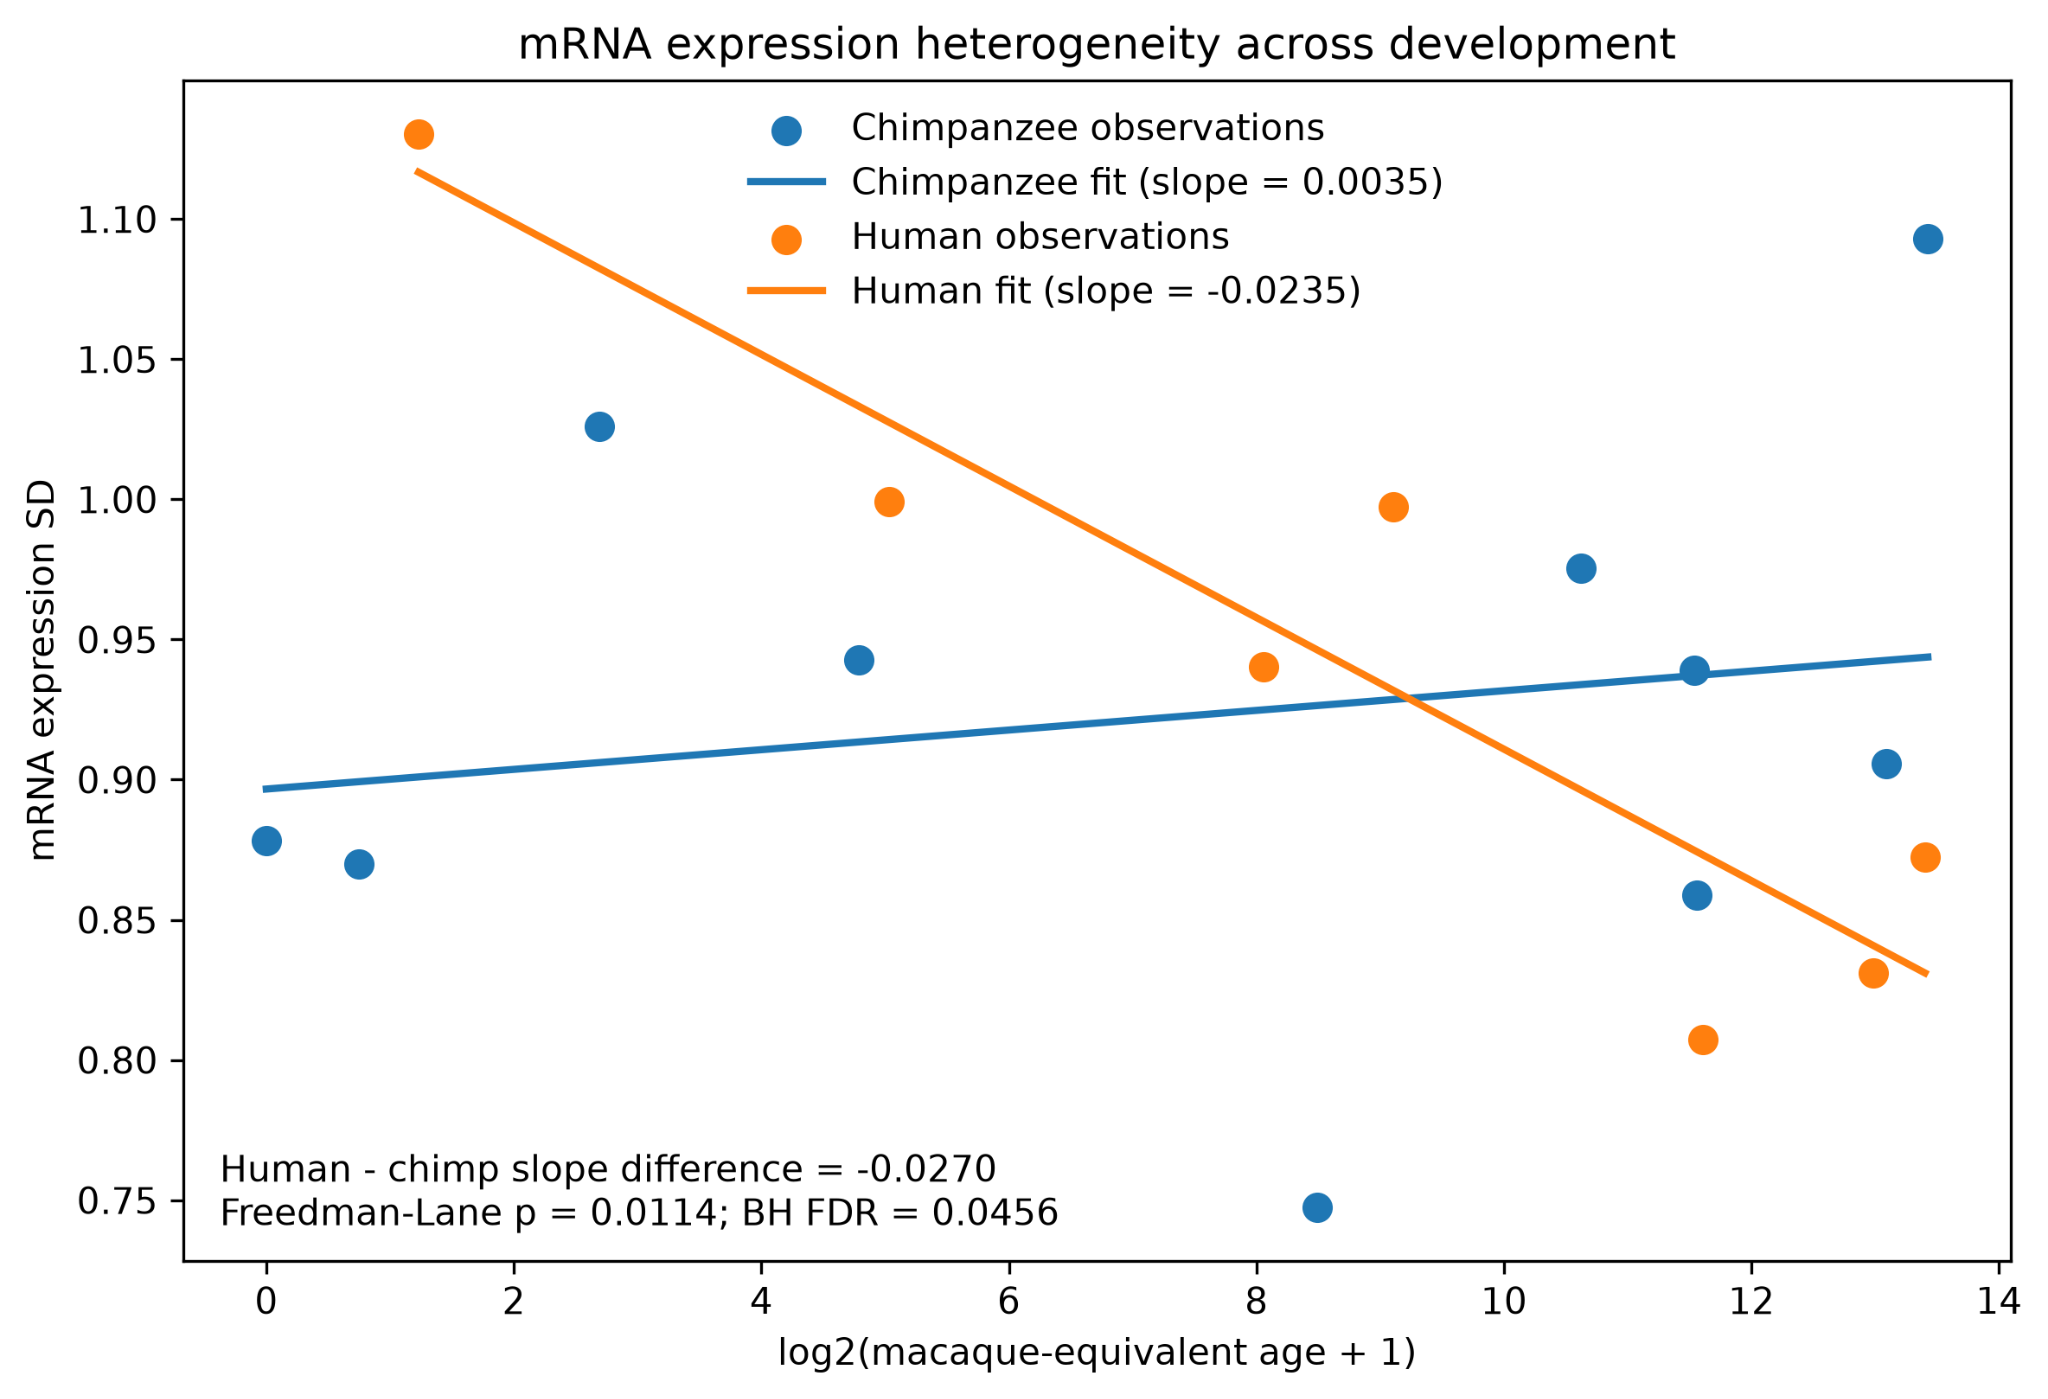 mRNA expression heterogeneity across development
Chimpanzee observations
Chimpanzee fit (slope = 0.0035)
Human observations
Human fit (slope = -0.0235)
mRNA expression SD
1.10
1.05
1.00
0.95
0.90
0.85
0.80
0.75
Human - chimp slope difference = -0.0270
Freedman-Lane p = 0.0114; BH FDR = 0.0456
0 2 4 6 8 10 12 14
log2(macaque-equivalent age + 1)